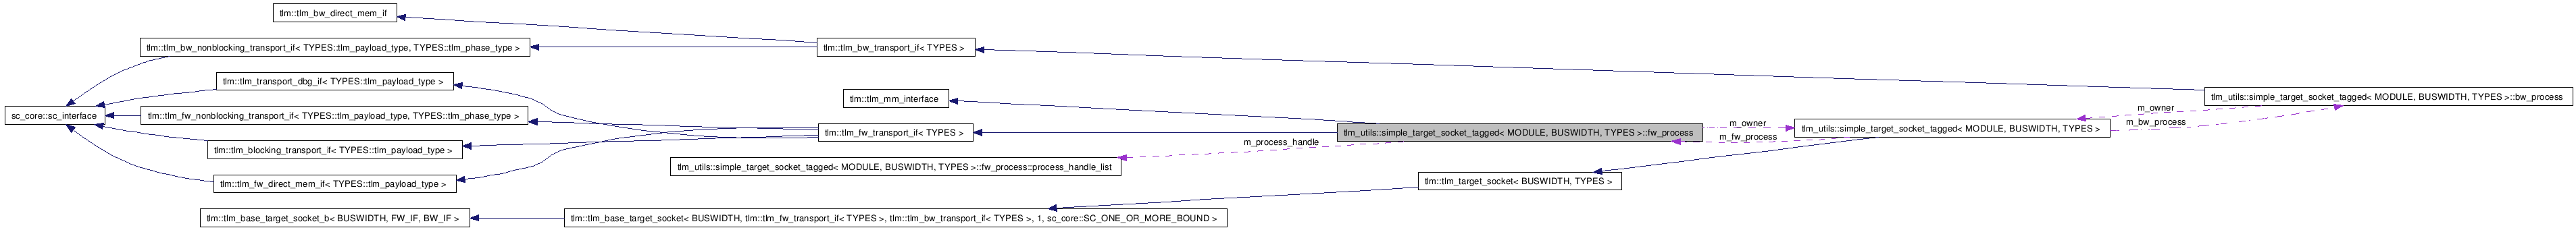 tlm::tlm_bw_direct_mem_if
tlm::tlm_bw_nonblocking_transport_if< TYPES::tlm_payload_type, TYPES::tlm_phase_type >
tlm::tlm_bw_transport_if< TYPES >
tlm::tlm_transport_dbg_if< TYPES::tlm_payload_type >
tlm::tlm_mm_interface
tlm_utils::simple_target_socket_tagged< MODULE, BUSWIDTH, TYPES >::bw_process
m_owner
sc_core::sc_interface
tlm::tlm_fw_nonblocking_transport_if< TYPES::tlm_payload_type, TYPES::tlm_phase_type >
m_owner
m_bw_process
tlm::tlm_fw_transport_if< TYPES >
tlm_utils::simple_target_socket_tagged< MODULE, BUSWIDTH, TYPES >::fw_process
tlm_utils::simple_target_socket_tagged< MODULE, BUSWIDTH, TYPES >
m_fw_process
m_process_handle
tlm::tlm_blocking_transport_if< TYPES::tlm_payload_type >
tlm_utils::simple_target_socket_tagged< MODULE, BUSWIDTH, TYPES >::fw_process::process_handle_list
tlm::tlm_fw_direct_mem_if< TYPES::tlm_payload_type >
tlm::tlm_target_socket< BUSWIDTH, TYPES >
tlm::tlm_base_target_socket_b< BUSWIDTH, FW_IF, BW_IF >
tlm::tlm_base_target_socket< BUSWIDTH, tlm::tlm_fw_transport_if< TYPES >, tlm::tlm_bw_transport_if< TYPES >, 1, sc_core::SC_ONE_OR_MORE_BOUND >